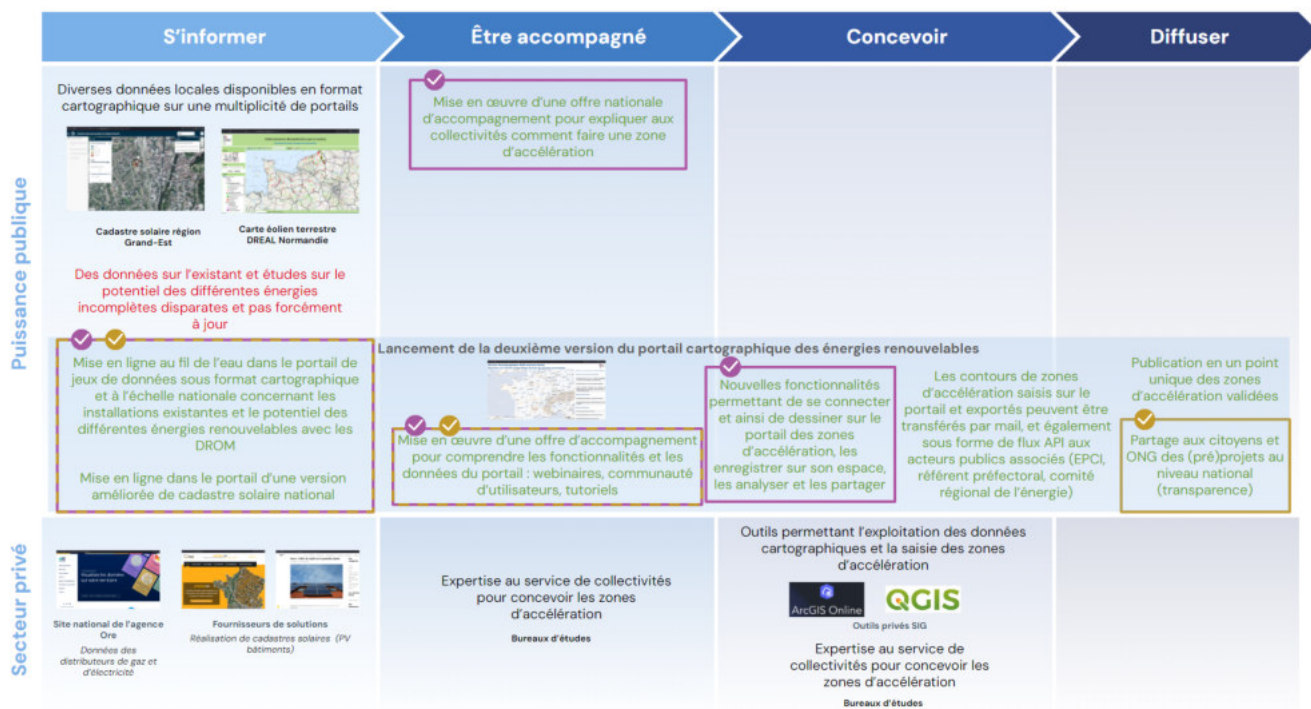 S'informer
Être accompagné
Concevoir
Diffuser
Puissance publique
Diverses données locales disponibles en format
cartographique sur une multiplicité de portails
Cadastre solaire région
Grand-Est
Carte éolien terrestre
DREAL Normandie
Des données sur l'existant et études sur le
potentiel des différentes énergies
incomplètes disparates et pas forcément
à jour
Mise en œuvre d'une offre nationale
d'accompagnement pour expliquer aux
collectivités comment faire une zone
d'accélération
Lancement de la deuxième version du portail cartographique des énergies renouvelables
Mise en ligne au fil de l'eau dans le portail de
jeux de données sous format cartographique
et à l'échelle nationale concernant les
installations existantes et le potentiel des
différentes énergies renouvelables avec les
DROM
Mise en ligne dans le portail d'une version
améliorée de cadastre solaire national
Mise en œuvre d'une offre d'accompagnement
pour comprendre les fonctionnalités et les
données du portail : webinaires, communauté
d'utilisateurs, tutoriels
Nouvelles fonctionnalités
permettant de se connecter
et ainsi de dessiner sur le
portail des zones
d'accélération, les
enregistrer sur son espace,
les analyser et les partager
Les contours de zones
d'accélération saisis sur le
portail et exportés peuvent être
transférés par mail, et également
sous forme de flux API aux
acteurs publics associés (EPCI,
référent préfectoral, comité
régional de l'énergie)
Publication en un point
unique des zones
d'accélération validées
Partage aux citoyens et
ONG des (pré)projets au
niveau national
(transparence)
Secteur privé
Site national de l'agence
Ore
Données des
distributeurs de gaz et
d'électricité
Fournisseurs de solutions
Réalisation de cadastres solaires (PV
bâtiments)
Expertise au service de collectivités
pour concevoir les zones
d'accélération
Bureaux d'études
Outils permettant l'exploitation des données
cartographiques et la saisie des zones
d'accélération
ArcGIS Online
QGIS
Outils privés SIG
Expertise au service de
collectivités pour concevoir les
zones d'accélération
Bureaux d'études